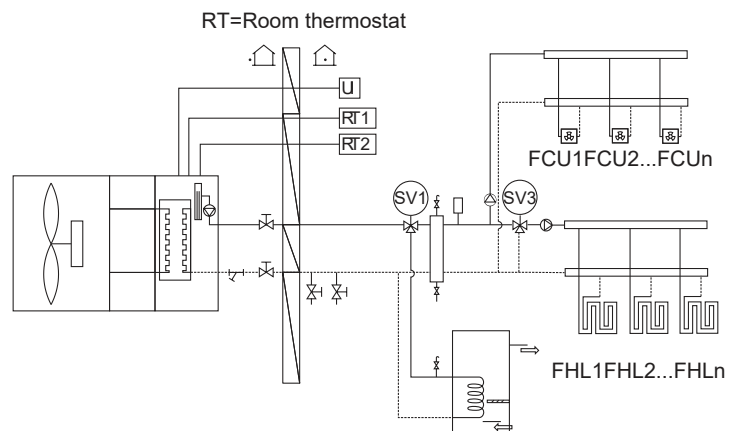 RT=Room thermostat
U
RT1
RT2
FCU1FCU2...FCUn
SV1
SV3
FHL1FHL2...FHLn